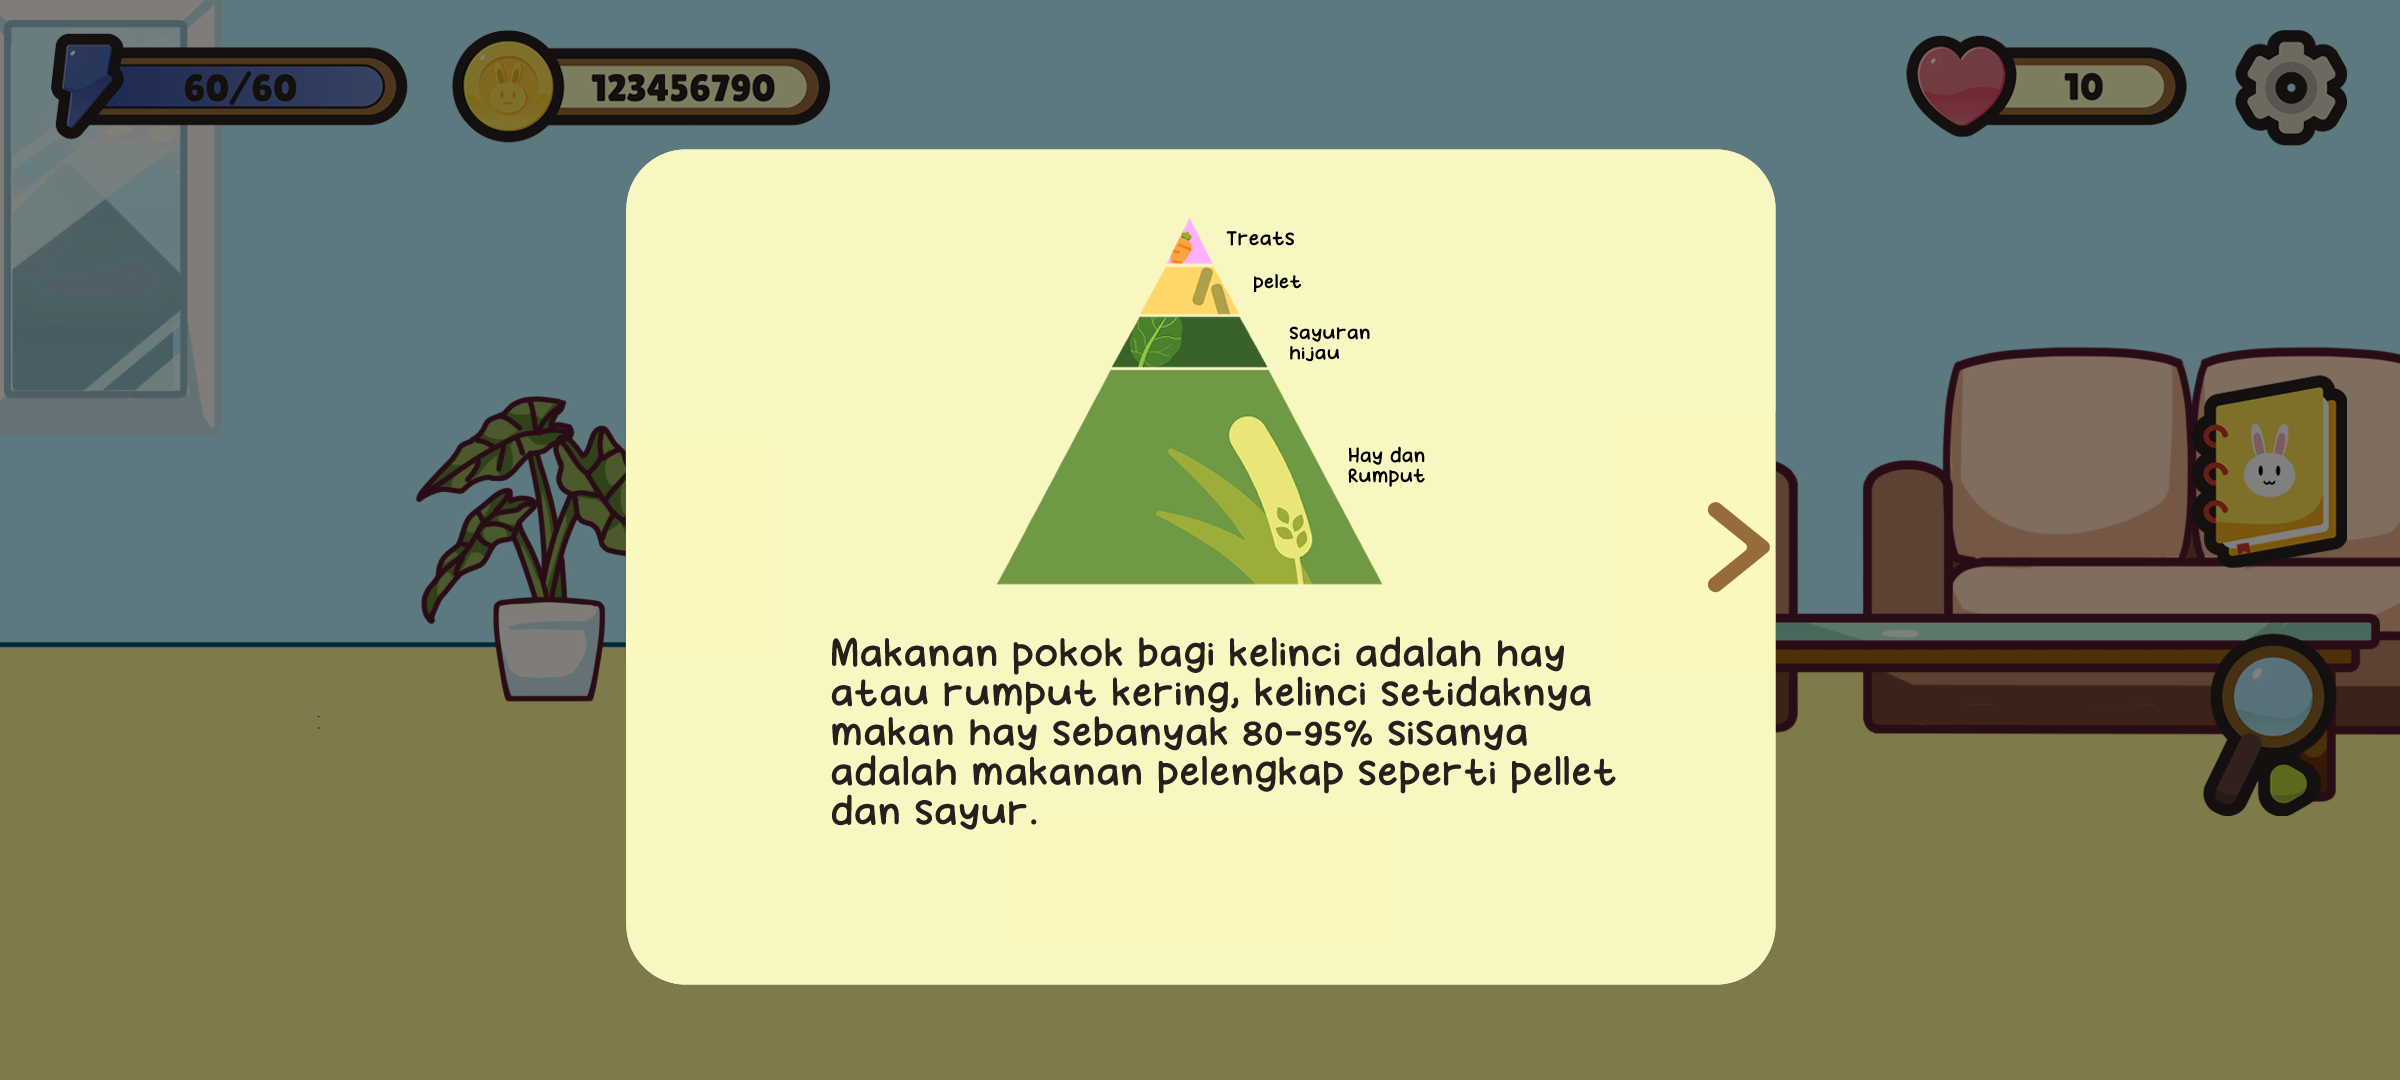 60/60
123456790
10
Treats
pelet
Sayuran
hijau
Hay dan
Rumput
Makanan pokok bagi kelinci adalah hay
atau rumput kering, kelinci Setidaknya
makan hay Sebanyak 80-95% SiSanya
adalah makanan pelengkap Seperti pellet
dan Sayur.